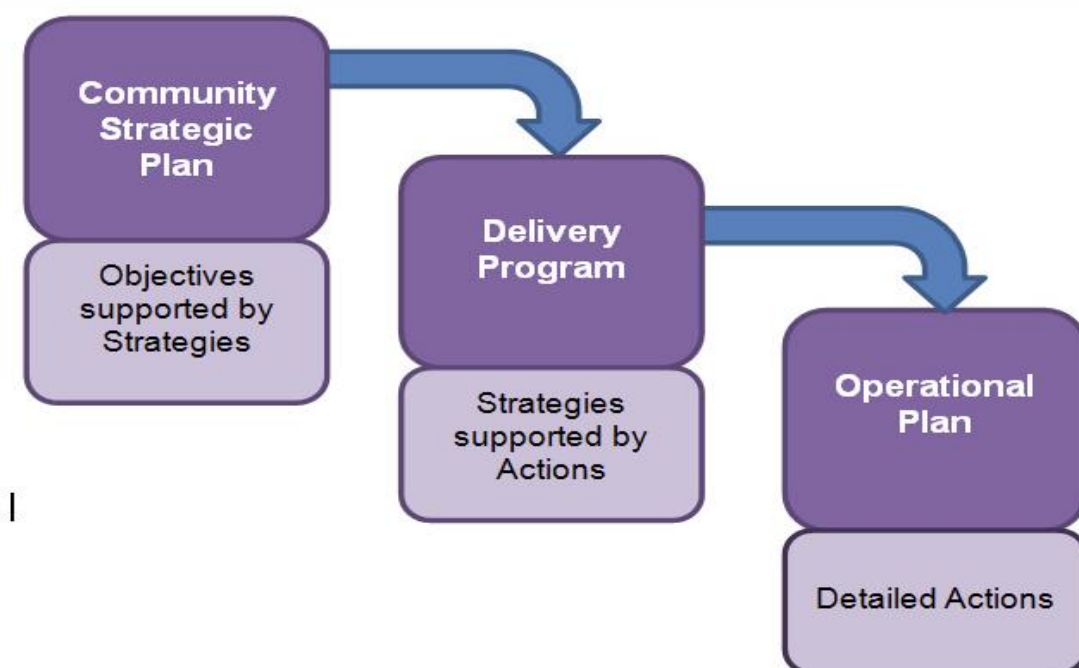 Community
Strategic
Plan
Objectives
supported by
Strategies
Delivery
Program
Strategies
supported by
Actions
Operational
Plan
Detailed Actions